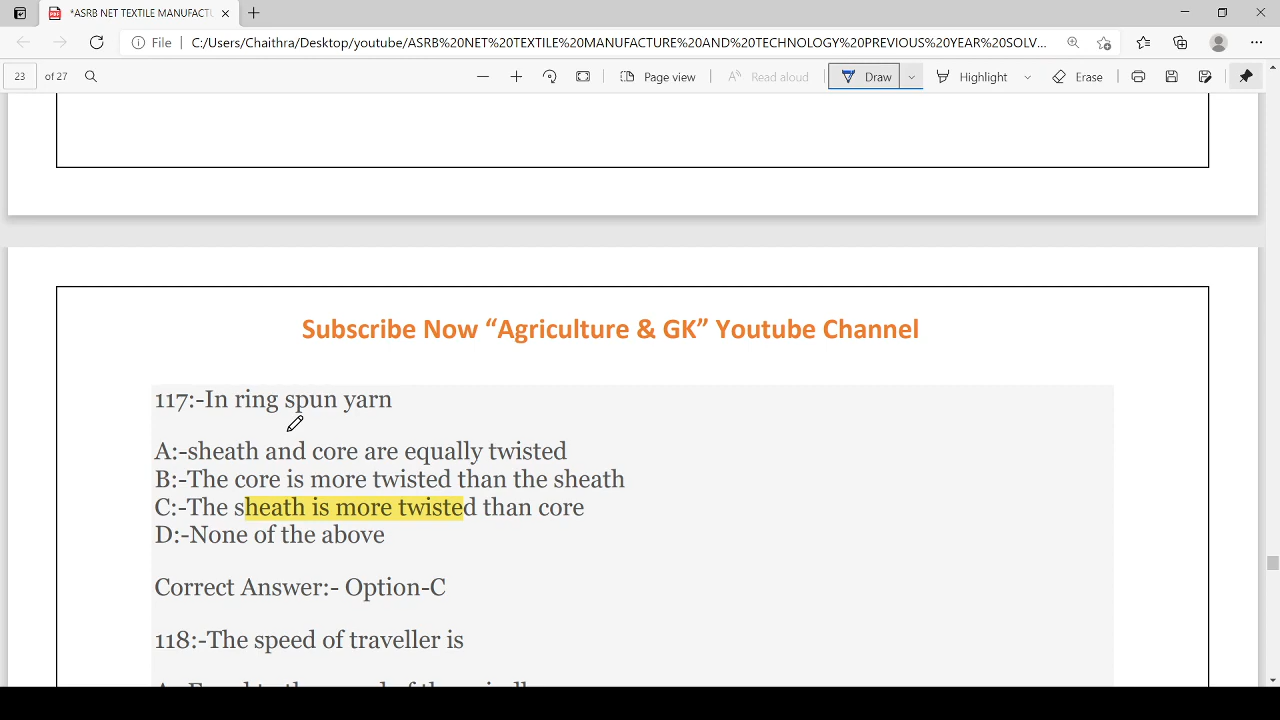 *ASRB NET TEXTILE MANUFACTU
File | C:/Users/Chaithra/Desktop/youtube/ASRB%20NET%20TEXTILE%20MANUFACTURE%20AND%20TECHNOLOGY%20PREVIOUS%20YEAR%20SOLV...
23 of 27 Page view Read aloud Draw Highlight Erase
Subscribe Now “Agriculture & GK” Youtube Channel
117:-In ring spun yarn
A:-sheath and core are equally twisted
B:-The core is more twisted than the sheath
C:-The sheath is more twisted than core
D:-None of the above
Correct Answer:- Option-C
118:-The speed of traveller is